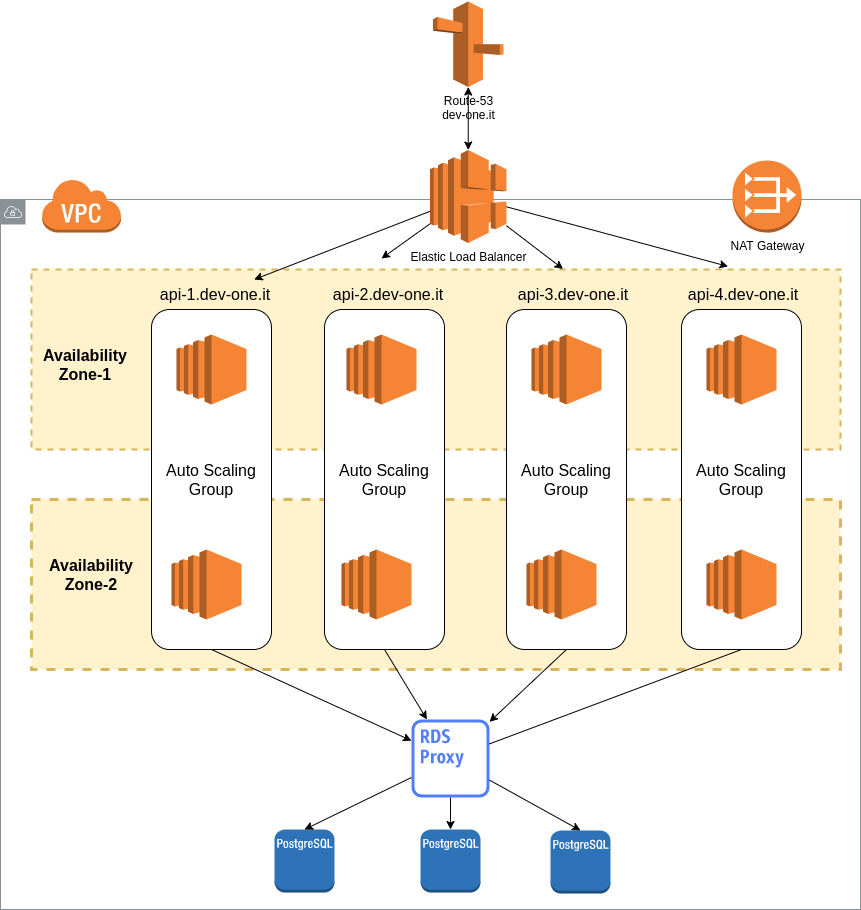 Route-53
dev-one.it
VPC
Elastic Load Balancer
NAT Gateway
api-1.dev-one.it
api-2.dev-one.it
api-3.dev-one.it
api-4.dev-one.it
Availability
Zone-1
Auto Scaling
Group
Auto Scaling
Group
Auto Scaling
Group
Auto Scaling
Group
Availability
Zone-2
RDS
Proxy
PostgreSQL
PostgreSQL
PostgreSQL